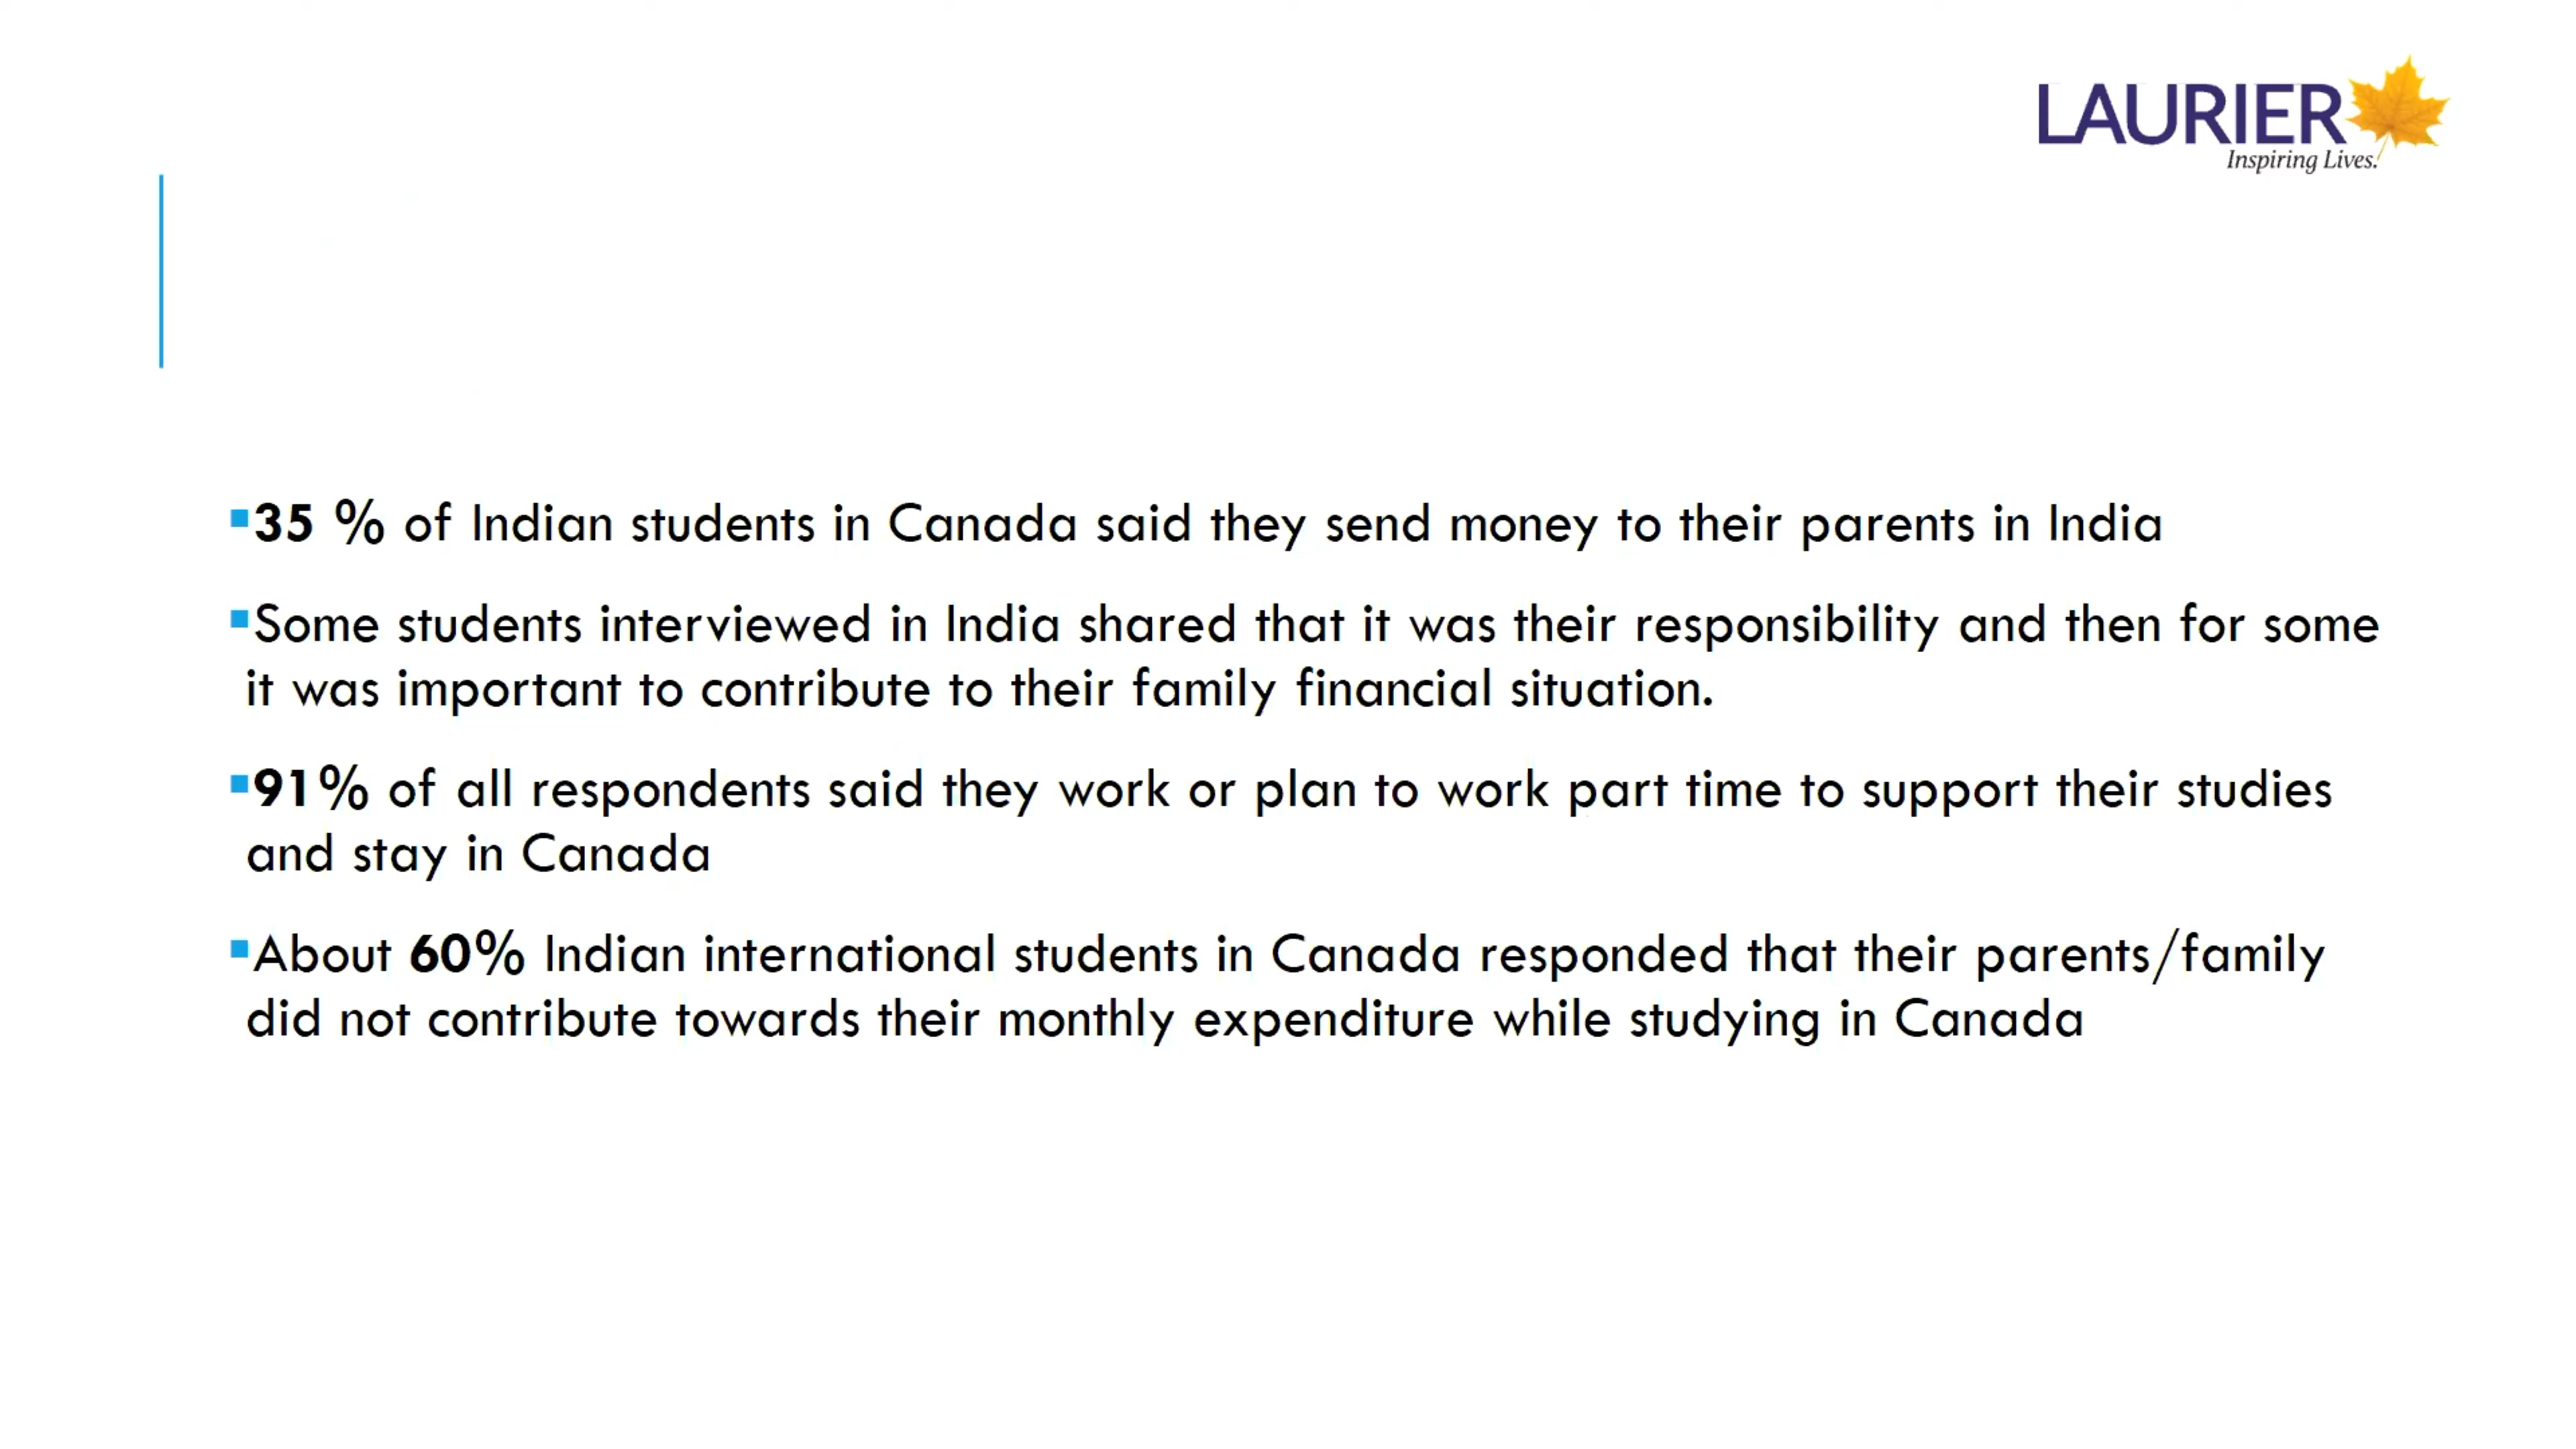 LAURIER
Inspiring Lives.
▪35 % of Indian students in Canada said they send money to their parents in India
▪Some students interviewed in India shared that it was their responsibility and then for some
it was important to contribute to their family financial situation.
▪91% of all respondents said they work or plan to work part time to support their studies
and stay in Canada
▪About 60% Indian international students in Canada responded that their parents/family
did not contribute towards their monthly expenditure while studying in Canada